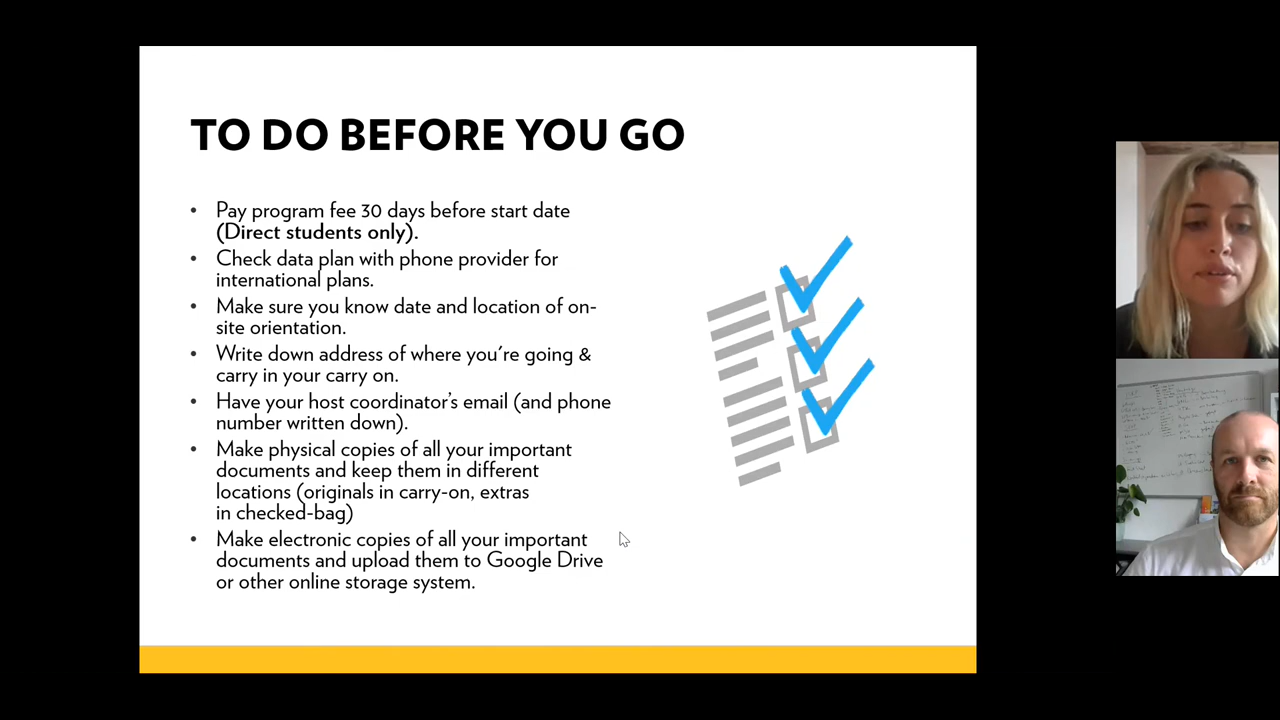 TO DO BEFORE YOU GO
• Pay program fee 30 days before start date
(Direct students only).
• Check data plan with phone provider for
international plans.
• Make sure you know date and location of on-
site orientation.
• Write down address of where you're going &
carry in your carry on.
• Have your host coordinator's email (and phone
number written down).
• Make physical copies of all your important
documents and keep them in different
locations (originals in carry-on, extras
in checked-bag)
• Make electronic copies of all your important
documents and upload them to Google Drive
or other online storage system.